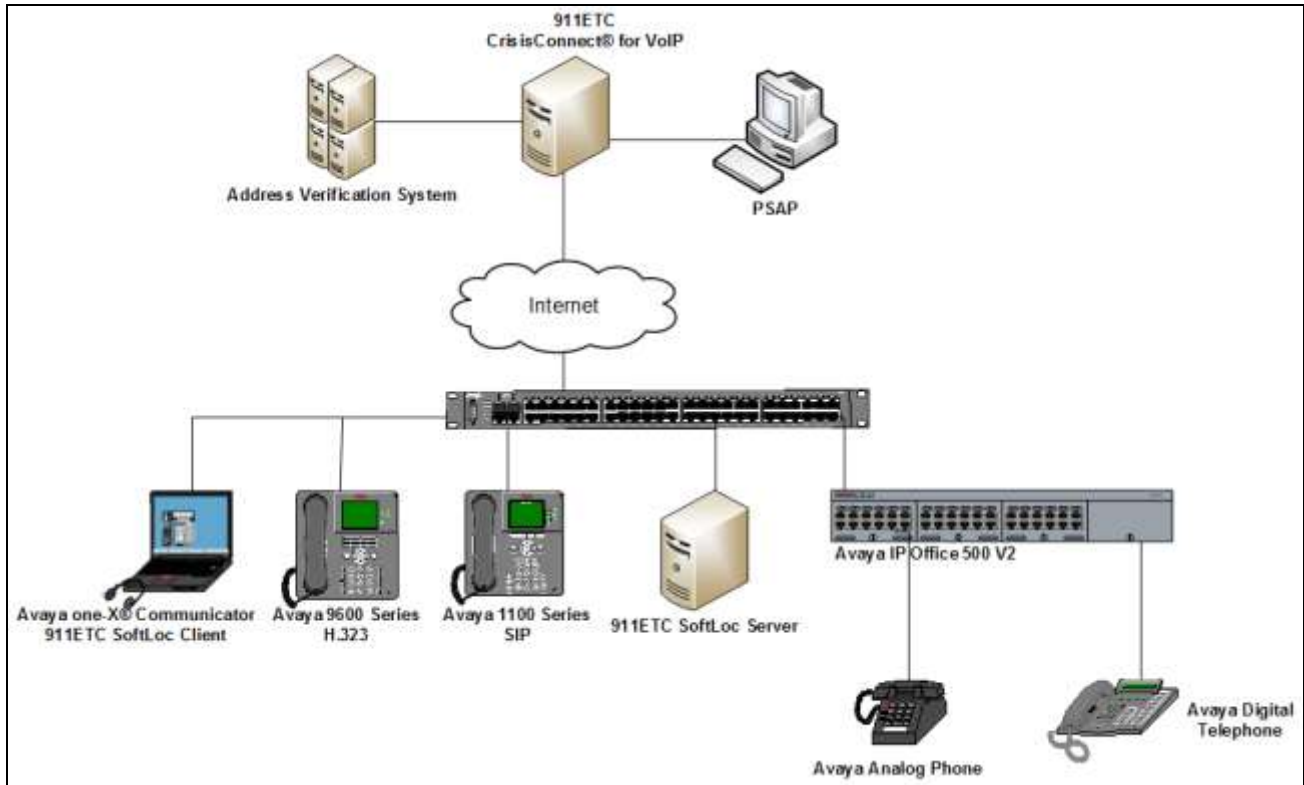 911ETC
CrisisConnect® for VoIP
Address Verification System
PSAP
Internet
Avaya IP Office 500 V2
Avaya one-X® Communicator
911ETC SoftLoc Client
Avaya 9600 Series
H.323
Avaya 1100 Series
SIP
911ETC SoftLoc Server
Avaya Digital
Telephone
Avaya Analog Phone